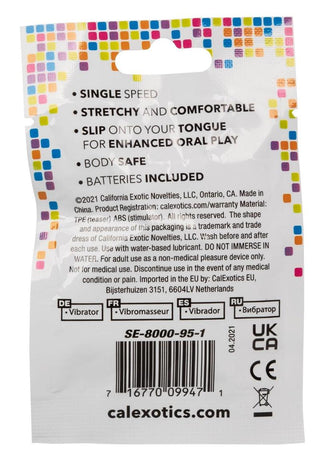 • SINGLE SPEED
• STRETCHY AND COMFORTABLE
• SLIP ONTO YOUR TONGUE
FOR ENHANCED ORAL PLAY
• BODY SAFE
• BATTERIES INCLUDED
©2021 California Exotic Novelties, LLC, Ontario, CA. Made in
China. Product Registration: calexotics.com/warranty Material:
TPE (teaser) ABS (stimulator). All rights reserved. The shape
and appearance of this packaging is a trademark and trade
dress of California Exotic Novelties, LLC. Wash before and after
each use. Use with water-based lubricant. DO NOT IMMERSE IN
WATER. For adult use as a non-medical pleasure device only.
Not for medical use. Discontinue use in the event of any medical
condition or pain. Imported in the EU by CalExotics EU,
Bijsterhuizen 3151, 6604LV Netherlands
DE FR ES RU
• Vibrator • Vibromasseur • Vibrador • Вибратор
SE-8000-95-1
04.2021
UK
CA
CE
7 16770 09947 1
calexotics.com